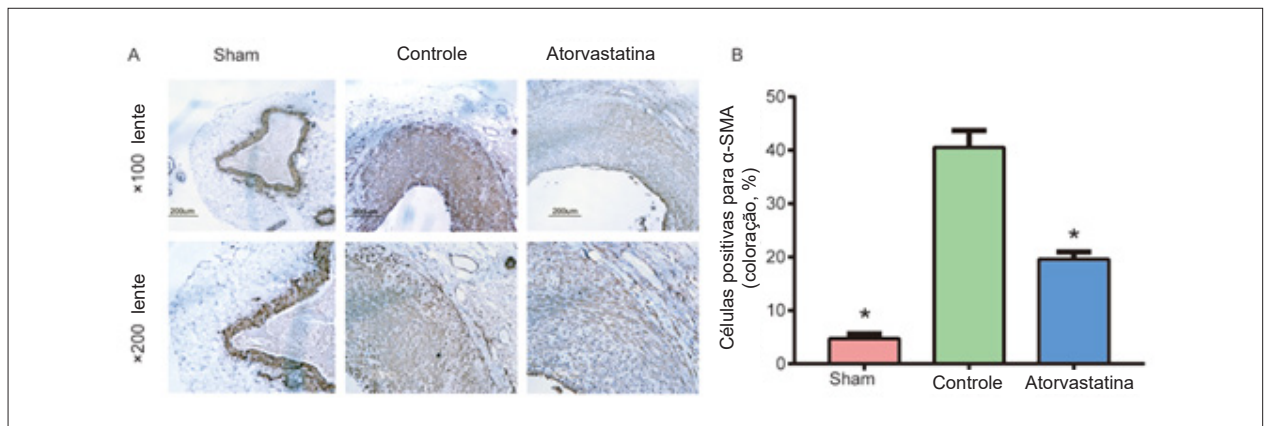 A
Sham
Controle
Atorvastatina
×100 lente
200um
200um
200um
×200 lente
B
Células positivas para α-SMA
(coloração, %)
50
40
30
20
10
0
*
*
Sham
Controle
Atorvastatina